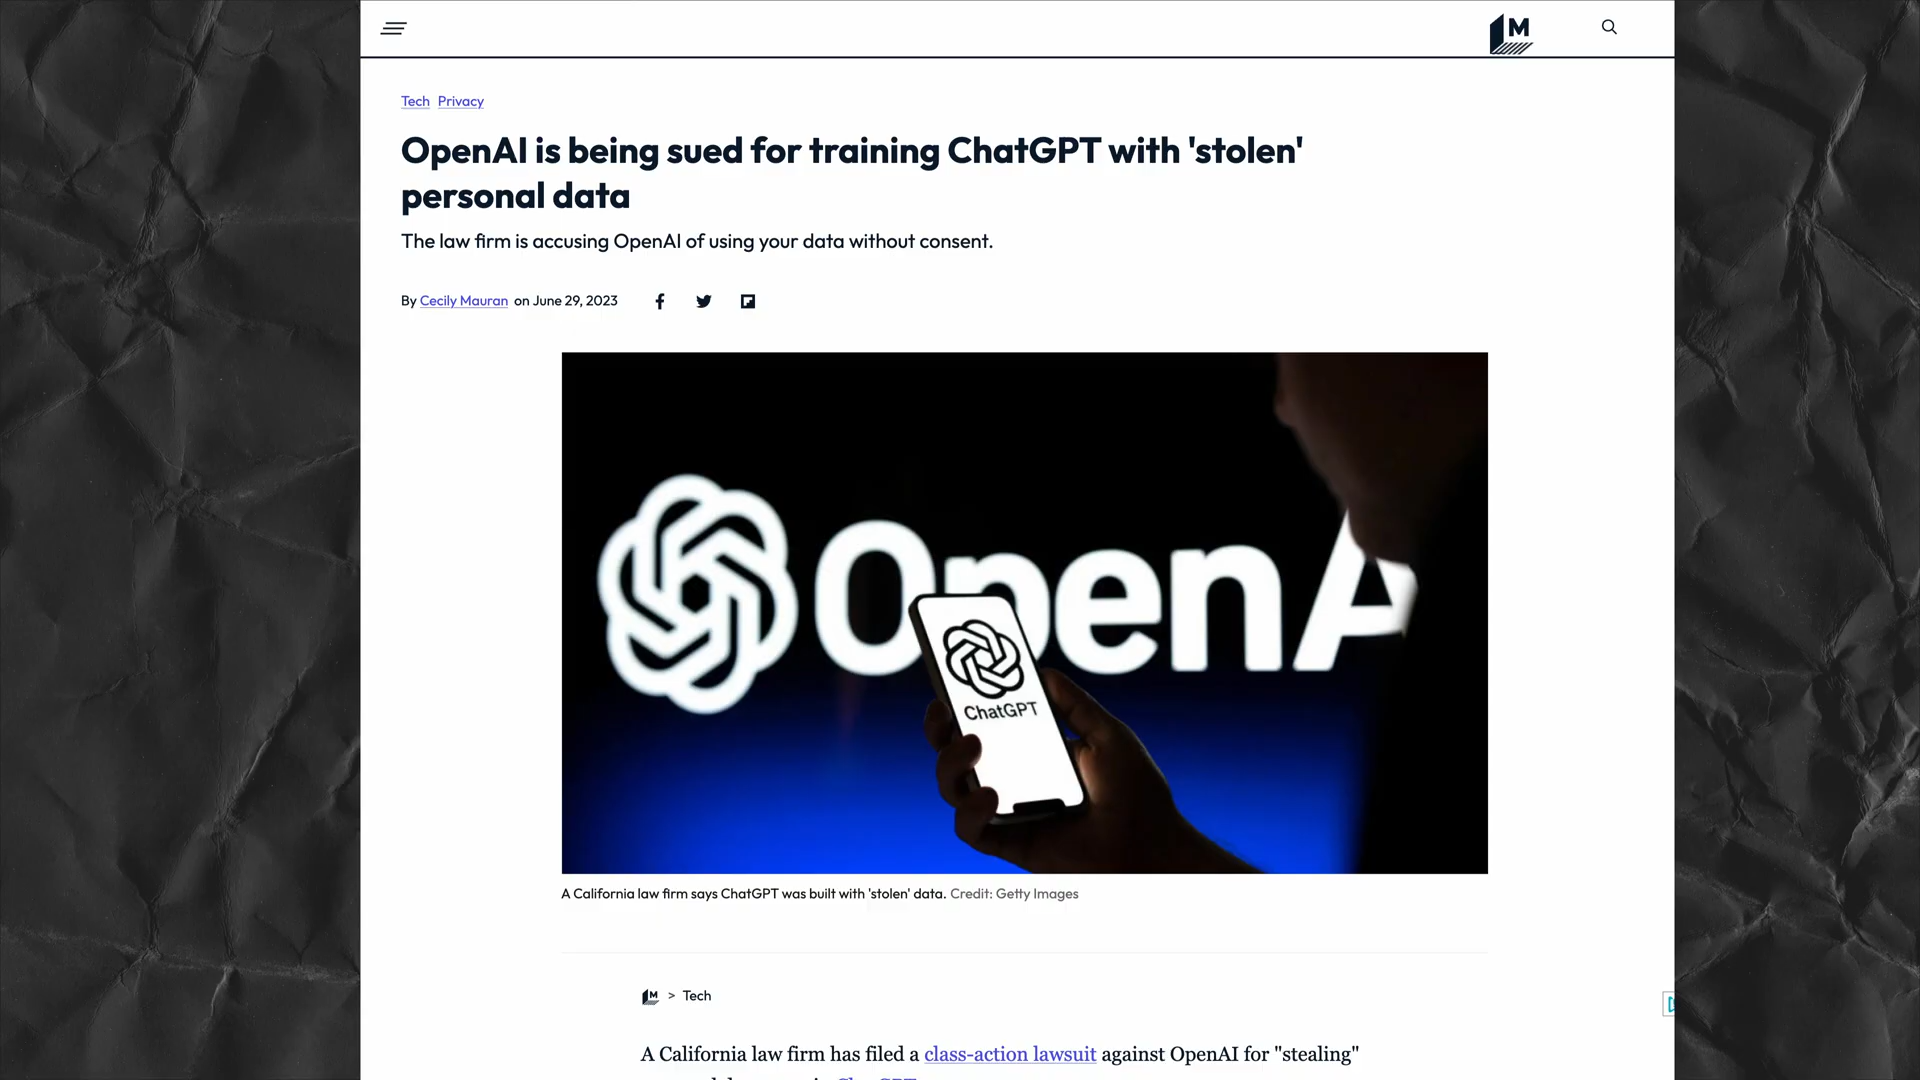 M
Tech Privacy
OpenAI is being sued for training ChatGPT with 'stolen'
personal data
The law firm is accusing OpenAI of using your data without consent.
By Cecily Mauran on June 29, 2023
OpenA
ChatGPT
A California law firm says ChatGPT was built with 'stolen' data. Credit: Getty Images
M > Tech
A California law firm has filed a class-action lawsuit against OpenAI for "stealing"